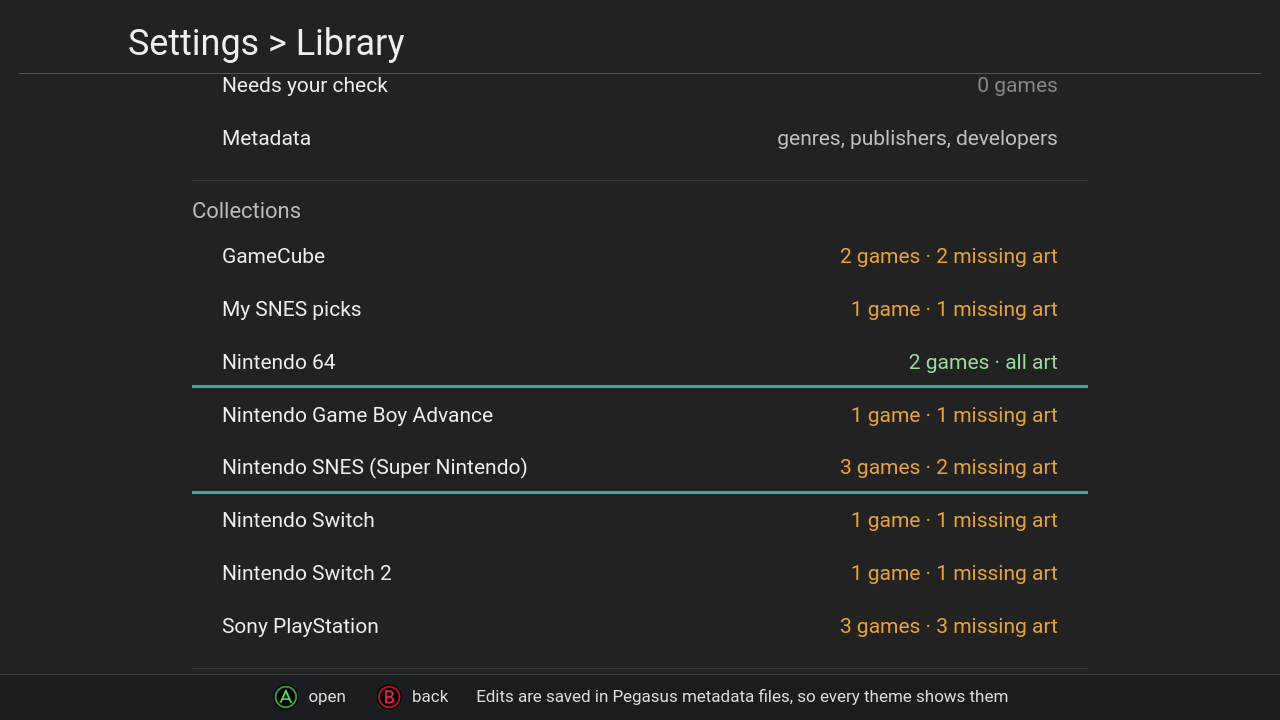 Settings > Library
Needs your check 0 games
Metadata genres, publishers, developers
Collections
GameCube 2 games · 2 missing art
My SNES picks 1 game · 1 missing art
Nintendo 64 2 games · all art
Nintendo Game Boy Advance 1 game · 1 missing art
Nintendo SNES (Super Nintendo) 3 games · 2 missing art
Nintendo Switch 1 game · 1 missing art
Nintendo Switch 2 1 game · 1 missing art
Sony PlayStation 3 games · 3 missing art
A open B back Edits are saved in Pegasus metadata files, so every theme shows them